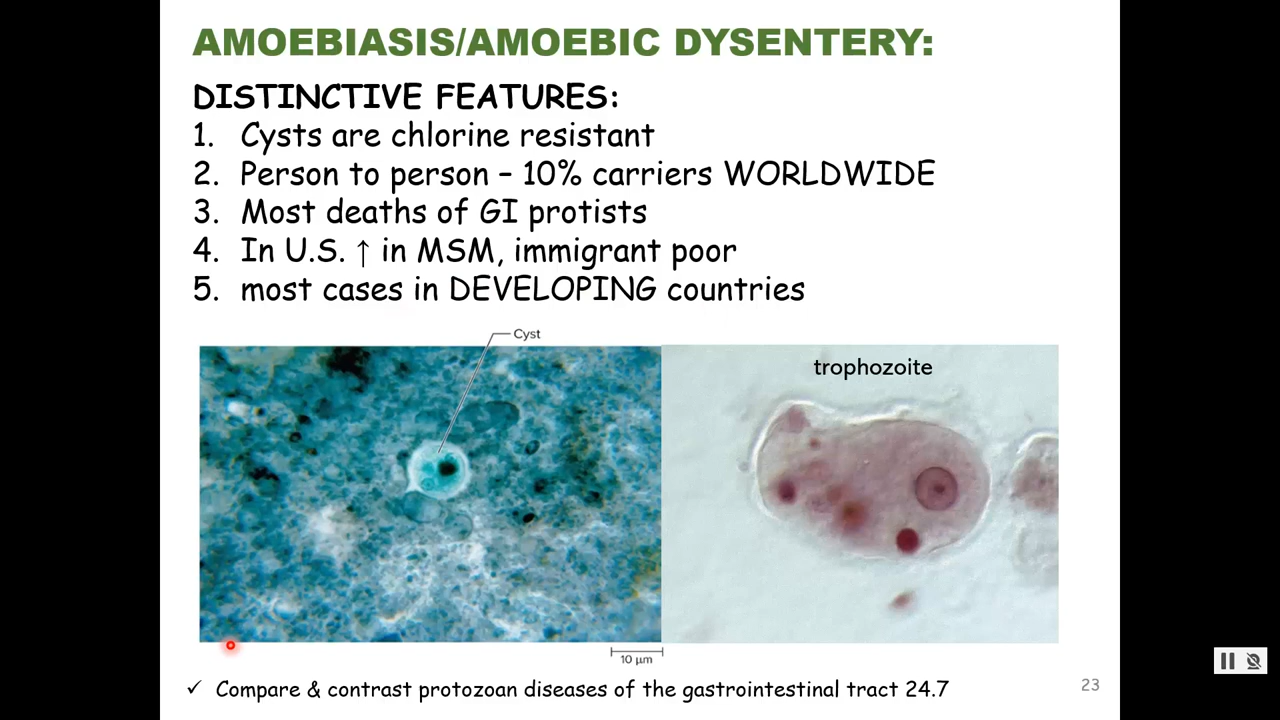 AMOEBIASIS/AMOEBIC DYSENTERY:
DISTINCTIVE FEATURES:
1. Cysts are chlorine resistant
2. Person to person – 10% carriers WORLDWIDE
3. Most deaths of GI protists
4. In U.S. ↑ in MSM, immigrant poor
5. most cases in DEVELOPING countries
Cyst
trophozoite
10 µm
✓ Compare & contrast protozoan diseases of the gastrointestinal tract 24.7
23